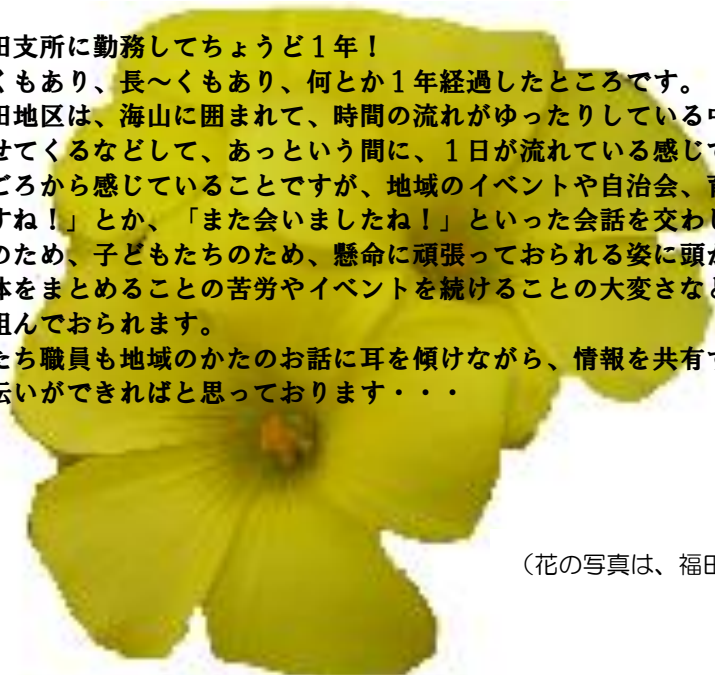 田支所に勤務してちょうど１年！
くもあり、長～くもあり、何とか１年経過したところです。
田地区は、海山に囲まれて、時間の流れがゆったりしている
せてくるなどして、あっという間に、１日が流れている感じ
ごろから感じていることですが、地域のイベントや自治会、
すね！」とか、「また会いましたね！」といった会話を交わ
のため、子どもたちのため、懸命に頑張っておられる姿に頭
体をまとめることの苦労やイベントを続けることの大変さな
組んでおられます。
たち職員も地域のかたのお話に耳を傾けながら、情報を共有
伝いができればと思っております・・・
（花の写真は、福田